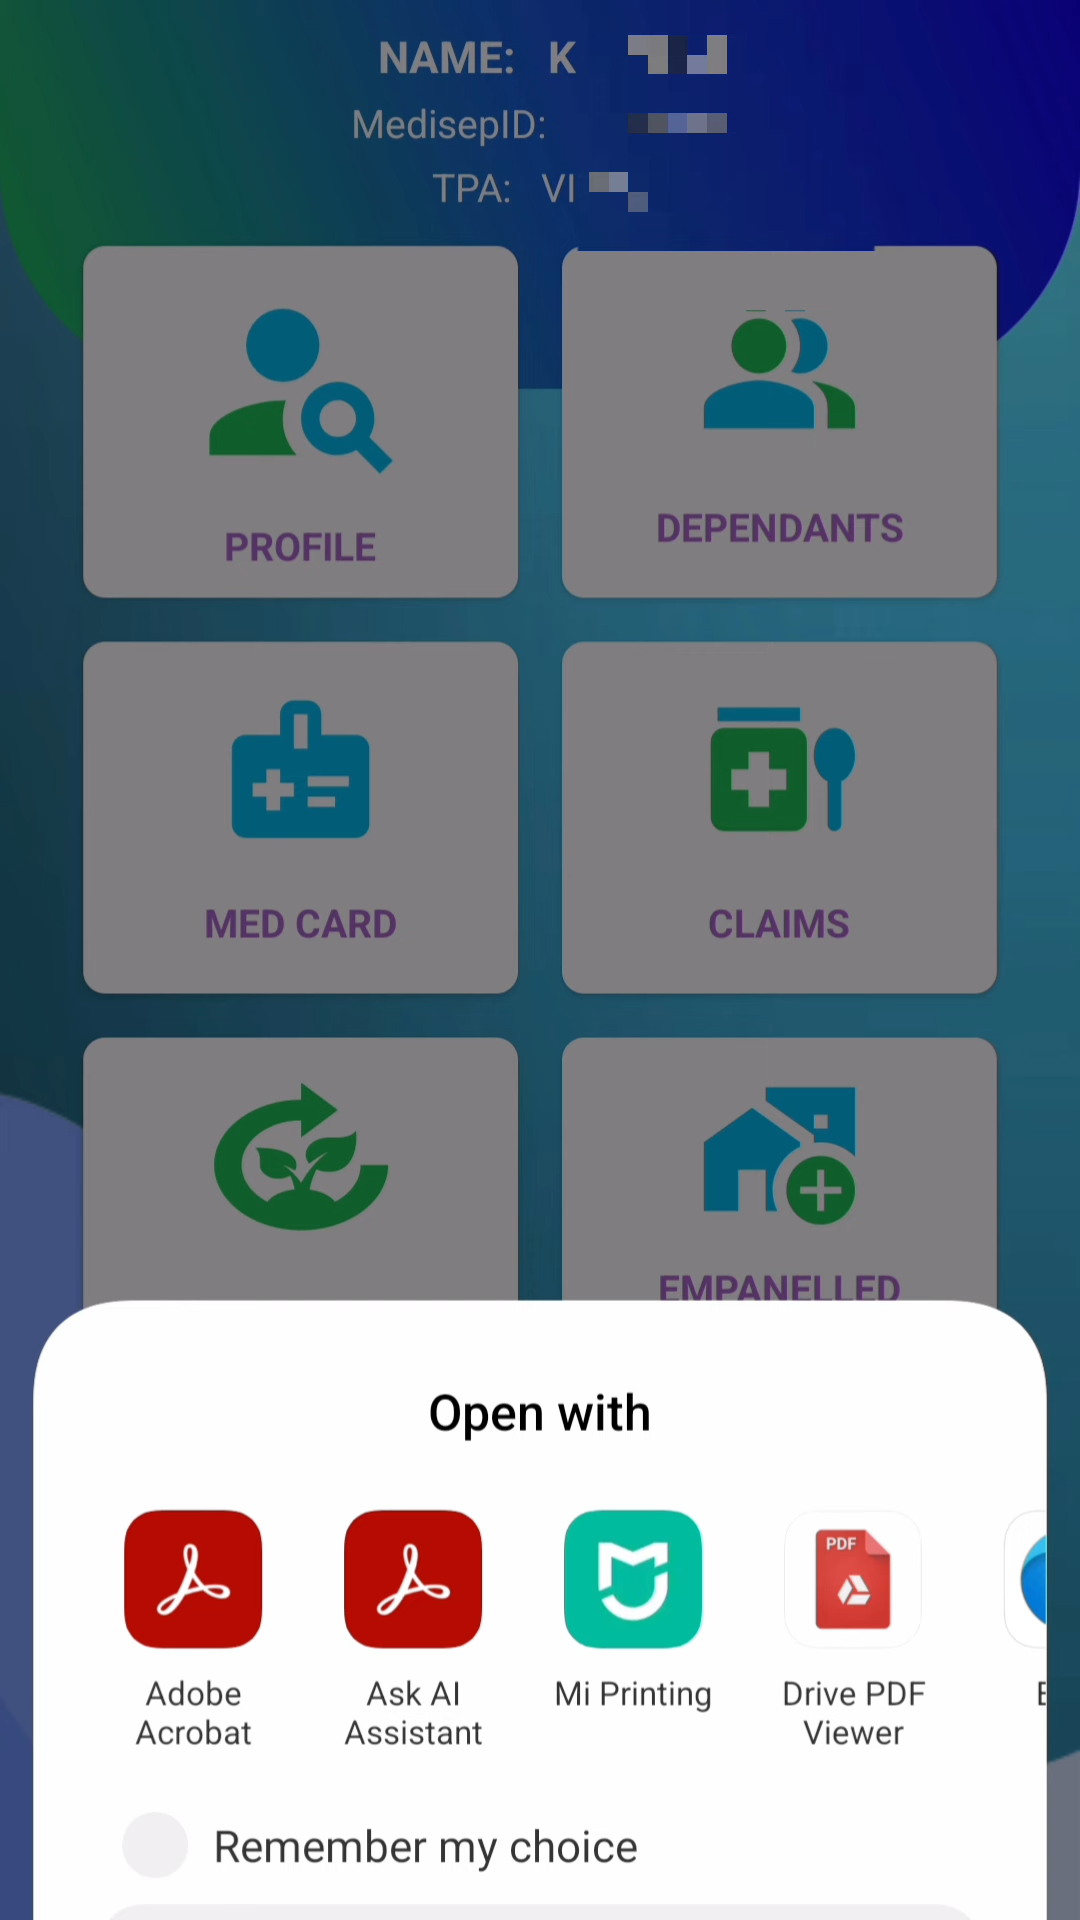 NAME: K
MedisepID:
TPA: VI
PROFILE
DEPENDANTS
MED CARD
CLAIMS
EMPANELLED
Open with
PDF
Adobe
Acrobat
Ask AI
Assistant
Mi Printing
Drive PDF
Viewer
Remember my choice